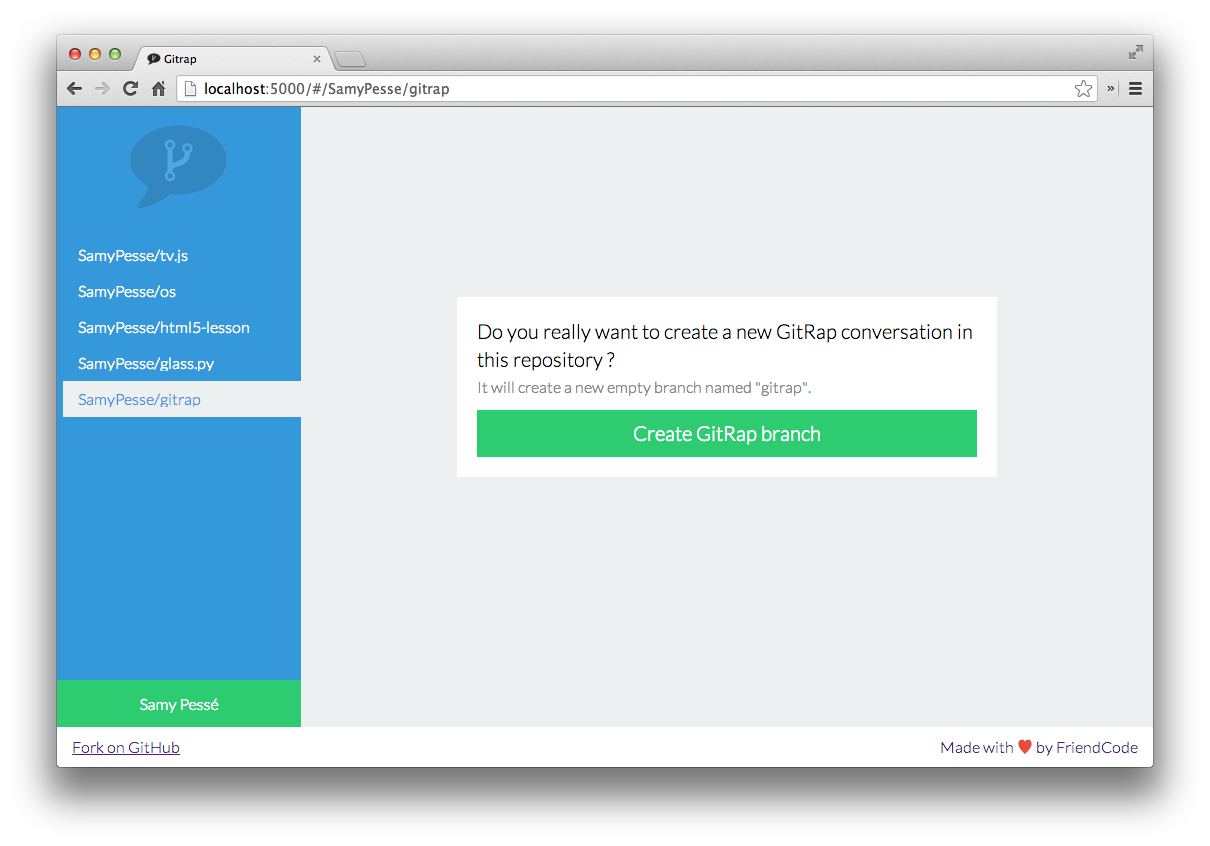 Gitrap
localhost:5000/#/SamyPesse/gitrap
SamyPesse/tv.js
SamyPesse/os
SamyPesse/html5-lesson
SamyPesse/glass.py
SamyPesse/gitrap
Do you really want to create a new GitRap conversation in
this repository ?
It will create a new empty branch named "gitrap".
Create GitRap branch
Samy Pessé
Fork on GitHub
Made with ❤ by FriendCode